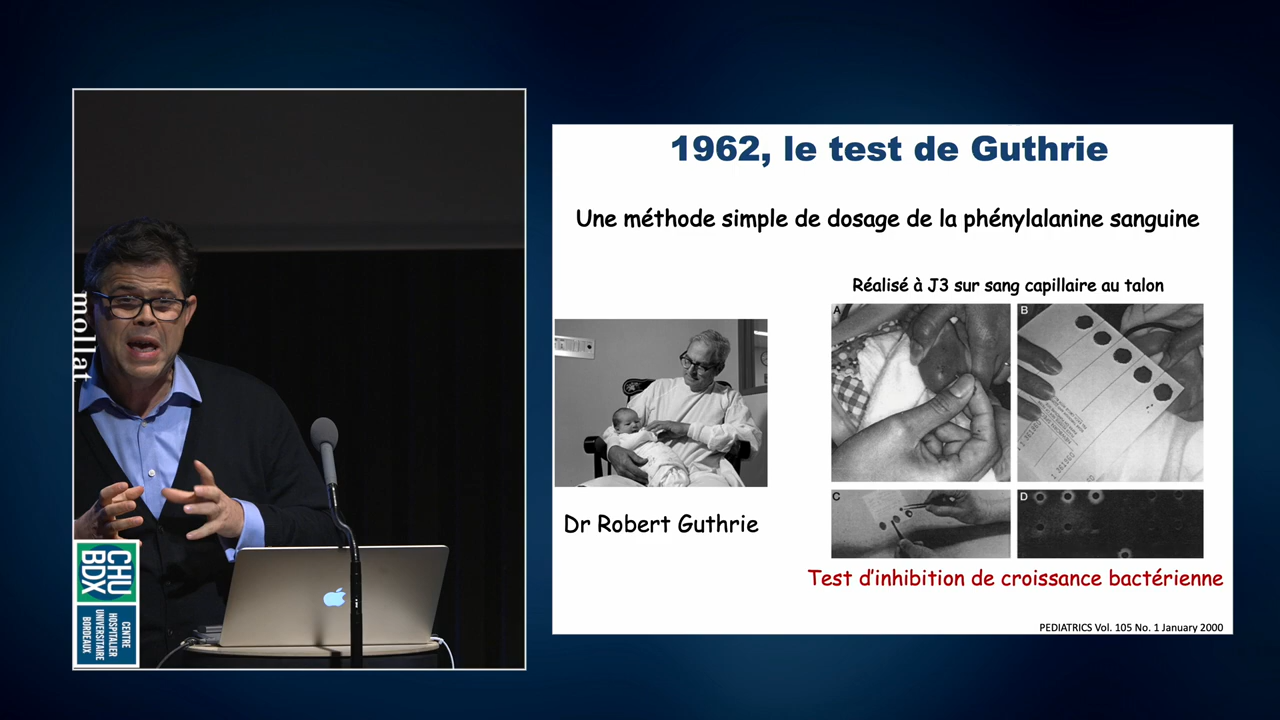 mollat
CHU
BDX
CENTRE
HOSPITALIER
UNIVERSITAIRE
BORDEAUX
1962, le test de Guthrie
Une méthode simple de dosage de la phénylalanine sanguine
Réalisé à J3 sur sang capillaire au talon
A
B
C
D
Dr Robert Guthrie
Test d'inhibition de croissance bactérienne
PEDIATRICS Vol. 105 No. 1 January 2000